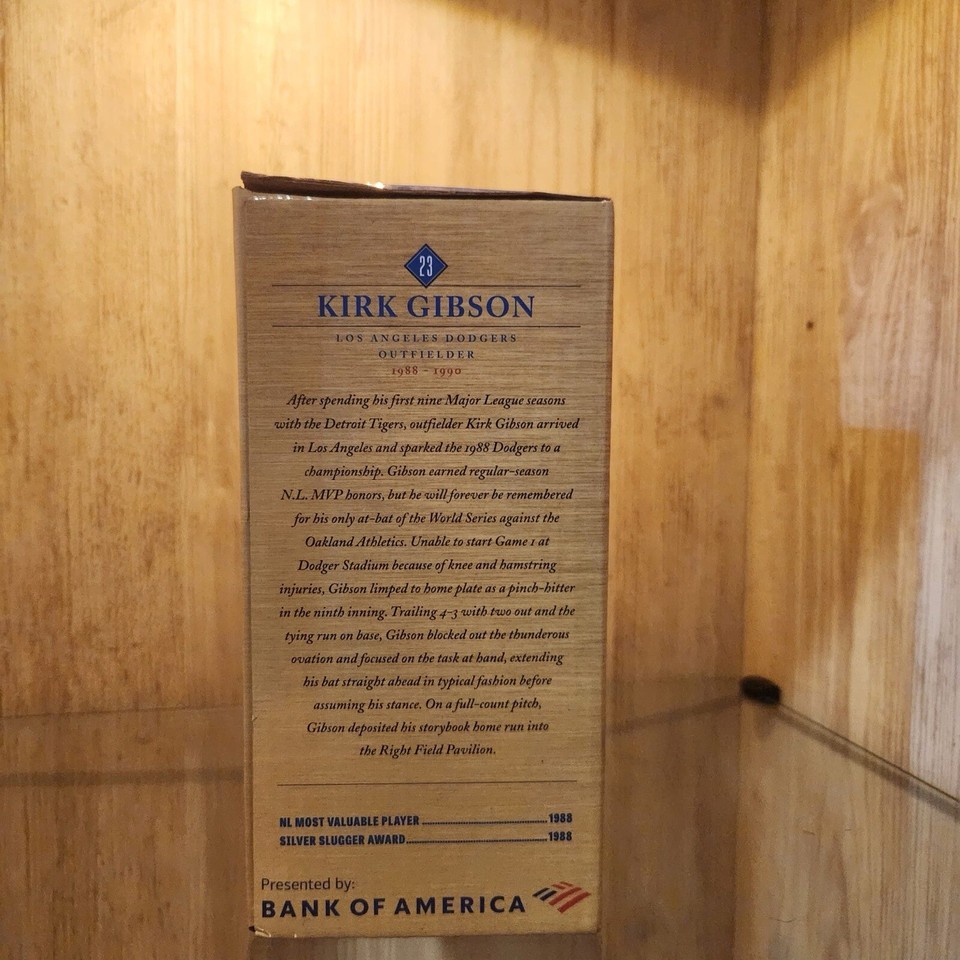 23
KIRK GIBSON
LOS ANGELES DODGERS
OUTFIELDER
1988 - 1990
After spending his first nine Major League seasons
with the Detroit Tigers, outfielder Kirk Gibson arrived
in Los Angeles and sparked the 1988 Dodgers to a
championship. Gibson earned regular-season
N.L. MVP honors, but he will forever be remembered
for his only at-bat of the World Series against the
Oakland Athletics. Unable to start Game 1 at
Dodger Stadium because of knee and hamstring
injuries, Gibson limped to home plate as a pinch-hitter
in the ninth inning. Trailing 4-3 with two out and the
tying run on base, Gibson blocked out the thunderous
ovation and focused on the task at hand, extending
his bat straight ahead in typical fashion before
assuming his stance. On a full-count pitch,
Gibson deposited his storybook home run into
the Right Field Pavilion.
NL MOST VALUABLE PLAYER ........................................ 1988
SILVER SLUGGER AWARD ........................................ 1988
Presented by:
BANK OF AMERICA